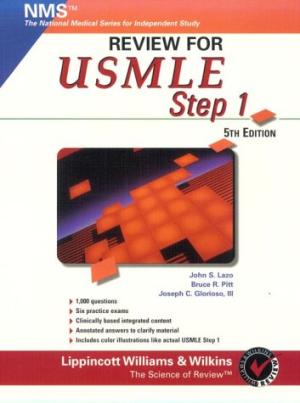 NMS™
The National Medical Series for Independent Study
REVIEW FOR
USMLE
Step 1
5TH EDITION
John S. Lazo
Bruce R. Pitt
Joseph C. Glorioso, III
1,000 questions
Six practice exams
Clinically based integrated content
Annotated answers to clarify material
Includes color illustrations like actual USMLE Step 1
Lippincott Williams & Wilkins
The Science of Review™